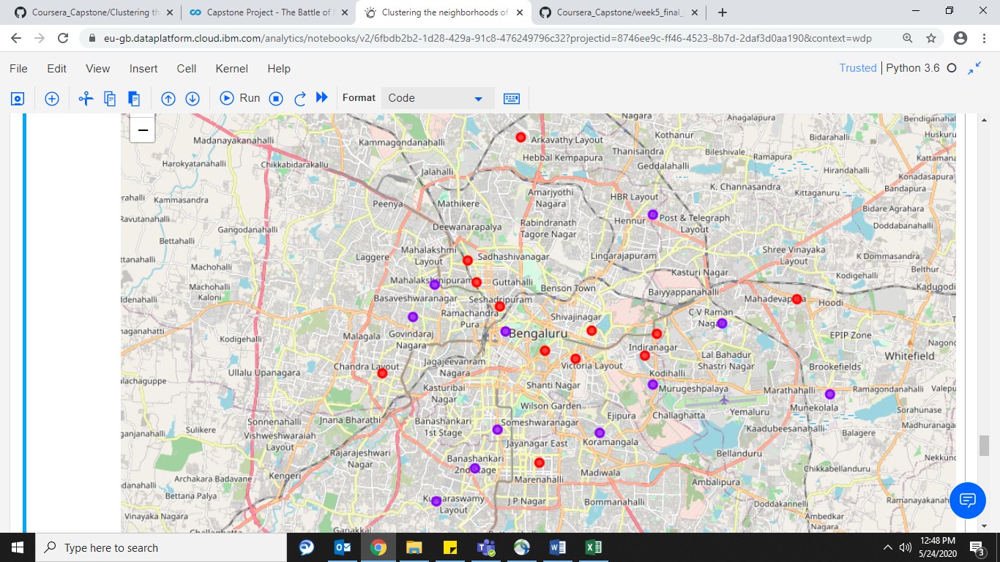 Coursera_Capstone/Clustering th
Capstone Project - The Battle of
Clustering the neighborhoods of
Coursera_Capstone/week5_final_
eu-gb.dataplatform.cloud.ibm.com/analytics/notebooks/v2/6fbdb2b2-1d28-429a-91c8-476249796c32?projectid=8746ee9c-ff46-4523-8b7d-2daf3d0aa190&context=wdp
File Edit View Insert Cell Kernel Help
Trusted | Python 3.6
Run
Format
Code
Nagara
Anagalapura
Bendiganahal
Madanayakanahalli
Kammagondanahalli
Arkavathy Layout
Kothanur
Bidarahalli
Huskuru
Harokyatanahalli
Chikkabidarakallu
Hebbal Kempapura
Thanisandra
Bileshivale
Ramapura
Kattamana
Jalahalli
Geddalahalli
Hirandahalli
Konadasapura
rahalli
Kammasandra
Peenya
Mathikere
Amarjyothi
Nagara
HBR Layout
K. Channasandra
Kittaganuru
Bandapura
Ravutanahalli
Gangodanahalli
Deewanarapalya
Rabindranath
Tagore Nagar
Hennur
Post & Telegraph
Layout
Bidare Agrahara
Doddabanahalli
Bettahalli
Mahalakshmi
Layout
Laggere
Sadhashivanagar
Lingarajapuram
Shree Vinayaka
Layout
K Dommasandra
ttanahalli
Machohalli
Kasturi Nagar
Kodigehalli
Belthur
Machohalli
Kaloni
Mahalakshmipuram
Guttahalli
Benson Town
Baiyyappanahalli
Kadugodi
ddenahalli
Basaveshwaranagar
Seshadripuram
Mahadevapura
Hoodi
Ramachandra
Pura
Shivajinagar
C V Raman
Nagar
naganahatti
Kodigehalli
Malagala
Govindaraj
Nagara
Bengaluru
Indiranagar
EPIP Zone
Nagond
Whitefield
Chandra Layout
Jagajeevanram
Nagara
Victoria Layout
Lal Bahadur
Shastri Nagar
Brookefields
Ullalu Upanagara
Kodihalli
ulachaguppe
Kasturibai
Nagar
Shanti Nagar
Murugeshpalaya
Marathahalli
Ramagondanahalli
Valepu
Wilson Garden
Munekolala
Sonnenahalli
Jnana Bharathi
Ejipura
Challaghatta
Yemaluru
Sorahunase
Sulikere
Vishweshwaraiah
Layout
Banashankari
1st Stage
Someshwaranagar
Kaadubeesanahalli
Madhuranagar
ganjanahalli
Balagere
Jayanagar East
Koramangala
Rajarajeshwari
Nagar
Banashankari
2nd Stage
Bellanduru
Nekkund
Kengeri
Marenahalli
Madiwala
Chikkabellanduru
danahalli
Archakara Badavane
Ambalipura
Bettana Palya
Kumaraswamy
Layout
J P Nagar
Bommanahalli
Doddakannelli
Ramanayakanah
Vinayaka Nagara
Ambedkar
Nagara
Challaghatta
Ganakkal
Type here to search
12:48 PM
5/24/2020
3